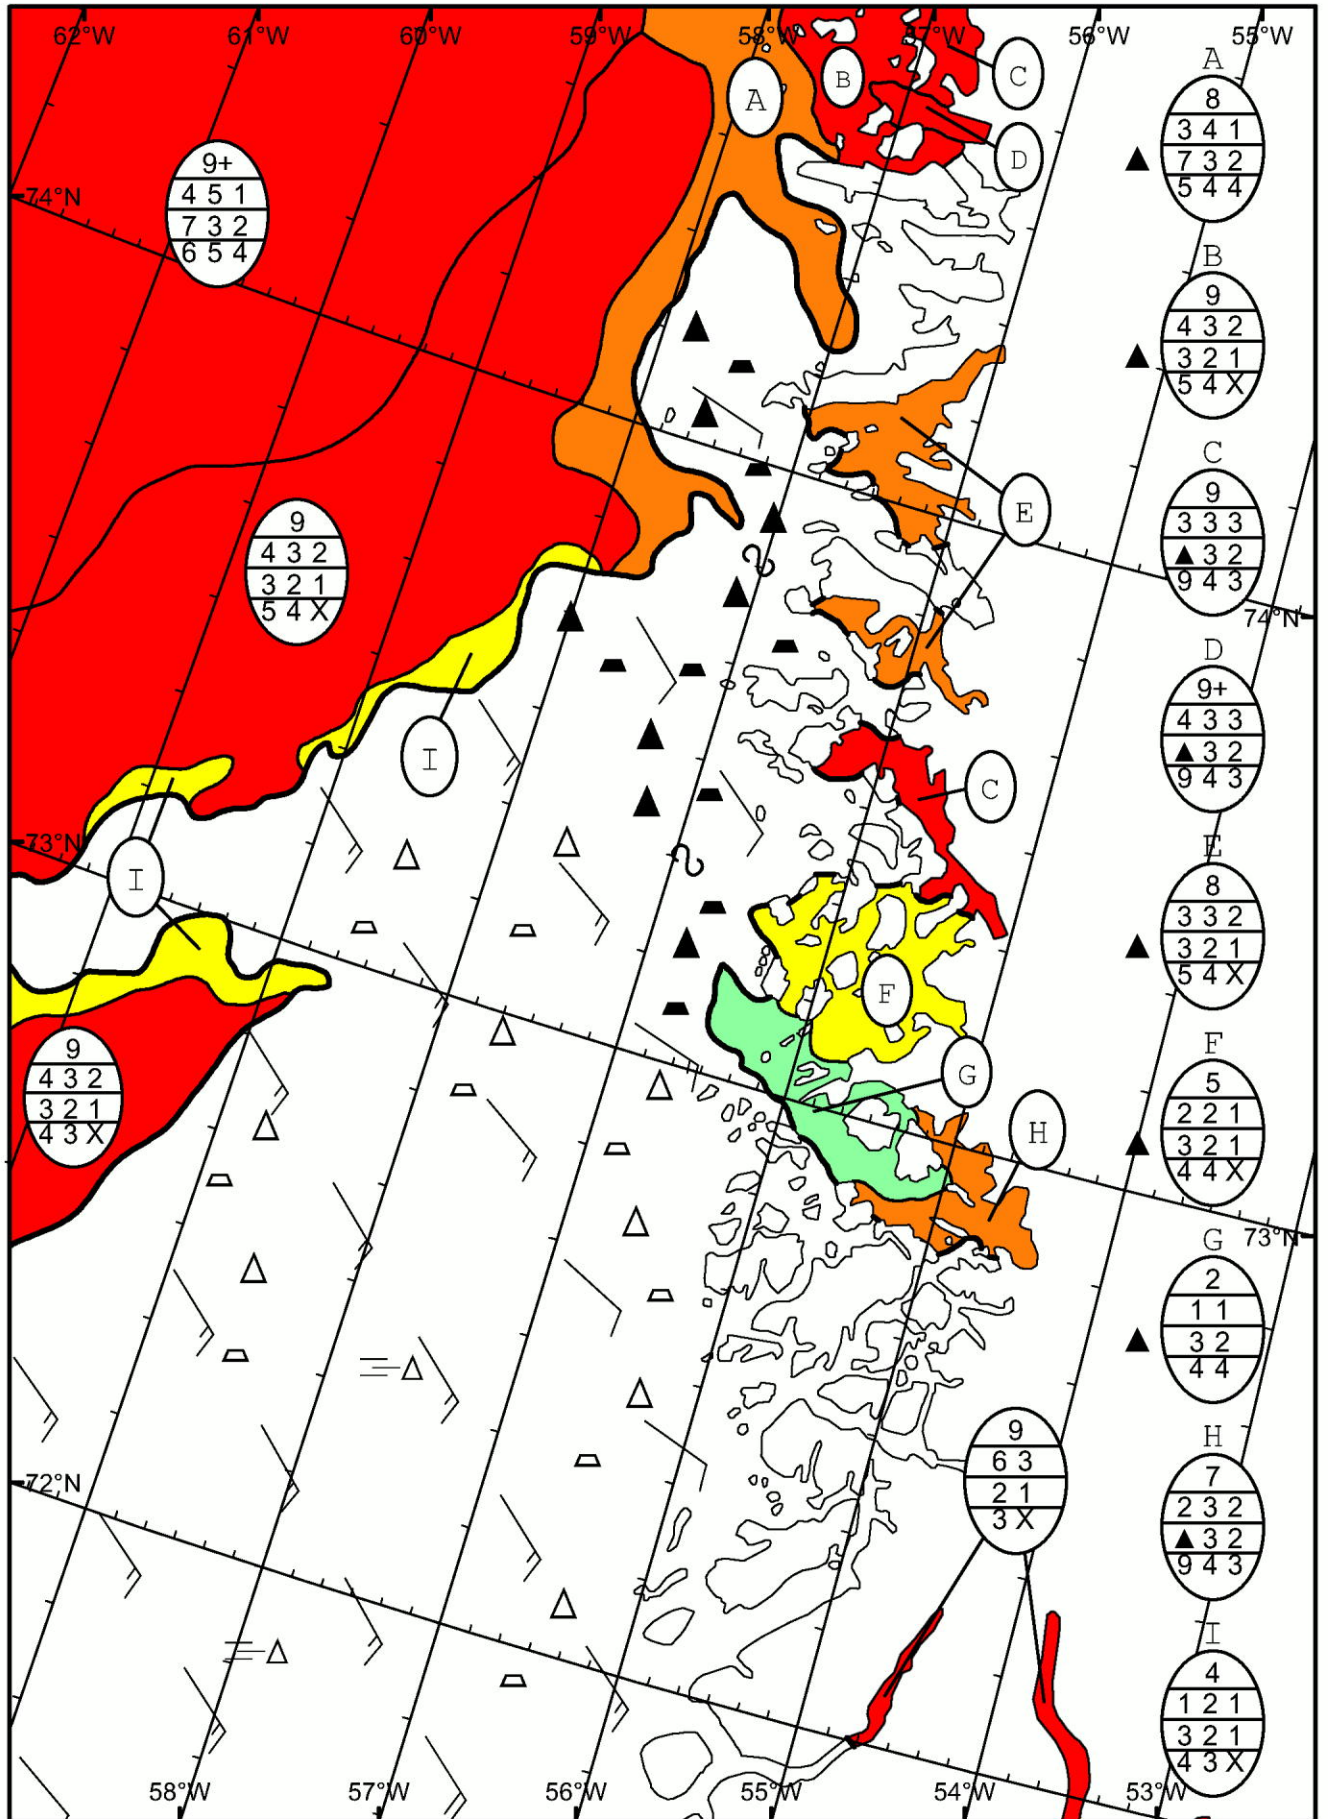 62°W 61°W 60°W 59°W 58°W 57°W 56°W 55°W
A
8
3 4 1
7 3 2
5 4 4
B
9
4 3 2
3 2 1
5 4 X
C
9
3 3 3
▲ 3 2
9 4 3
D
9+
4 3 3
▲ 3 2
9 4 3
E
8
3 3 2
3 2 1
5 4 X
F
5
2 2 1
3 2 1
4 4 X
G
2
1 1
3 2
4 4
H
7
2 3 2
▲ 3 2
9 4 3
I
4
1 2 1
3 2 1
4 3 X
A
B
C
D
9+
4 5 1
7 3 2
6 5 4
74°N
9
4 3 2
3 2 1
5 4 X
E
74°N
I
C
73°N
I
F
9
4 3 2
3 2 1
4 3 X
G
H
73°N
9
6 3
2 1
3 X
72°N
58°W 57°W 56°W 55°W 54°W 53°W